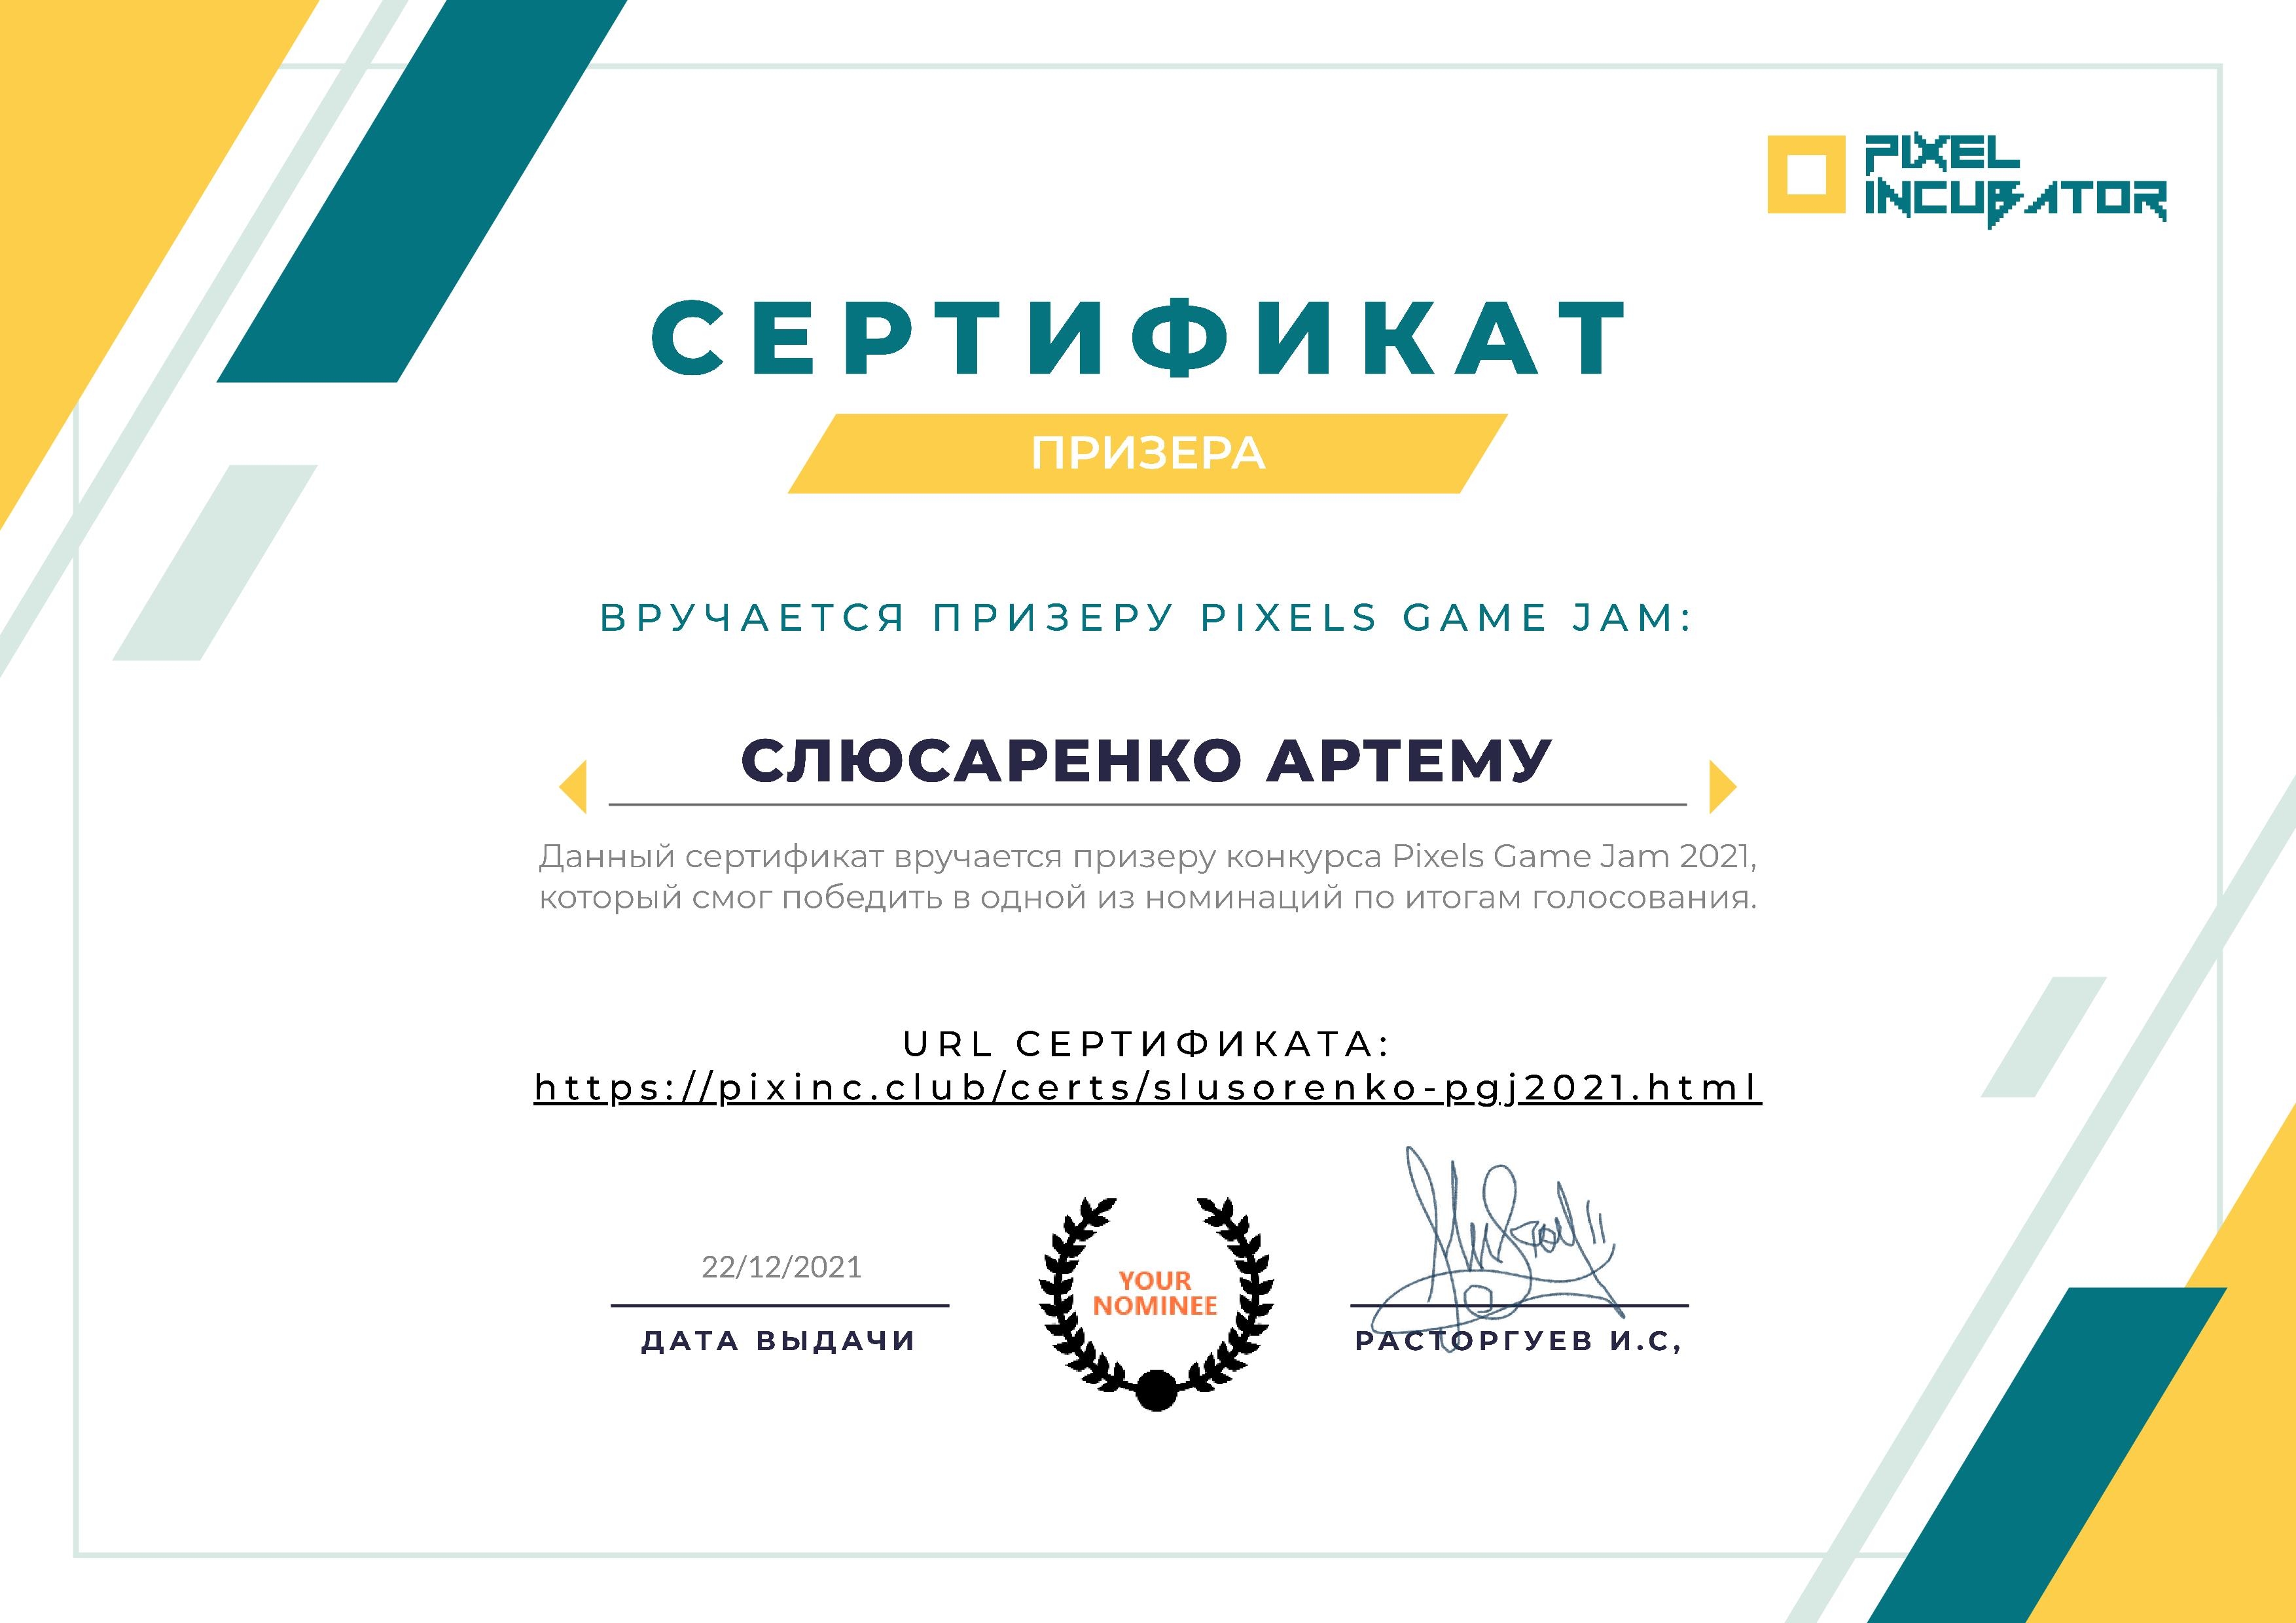 PIXEL
INCUBATOR
СЕРТИФИКАТ
ПРИЗЕРА
ВРУЧАЕТСЯ ПРИЗЕРУ PIXELS GAME JAM:
СЛЮСАРЕНКО АРТЕМУ
Данный сертификат вручается призеру конкурса Pixels Game Jam 2021,
который смог победить в одной из номинаций по итогам голосования.
URL СЕРТИФИКАТА:
https://pixinc.club/certs/slusorenko-pgj2021.html
22/12/2021
ДАТА ВЫДАЧИ
YOUR
NOMINEE
РАСТОРГУЕВ И.С,